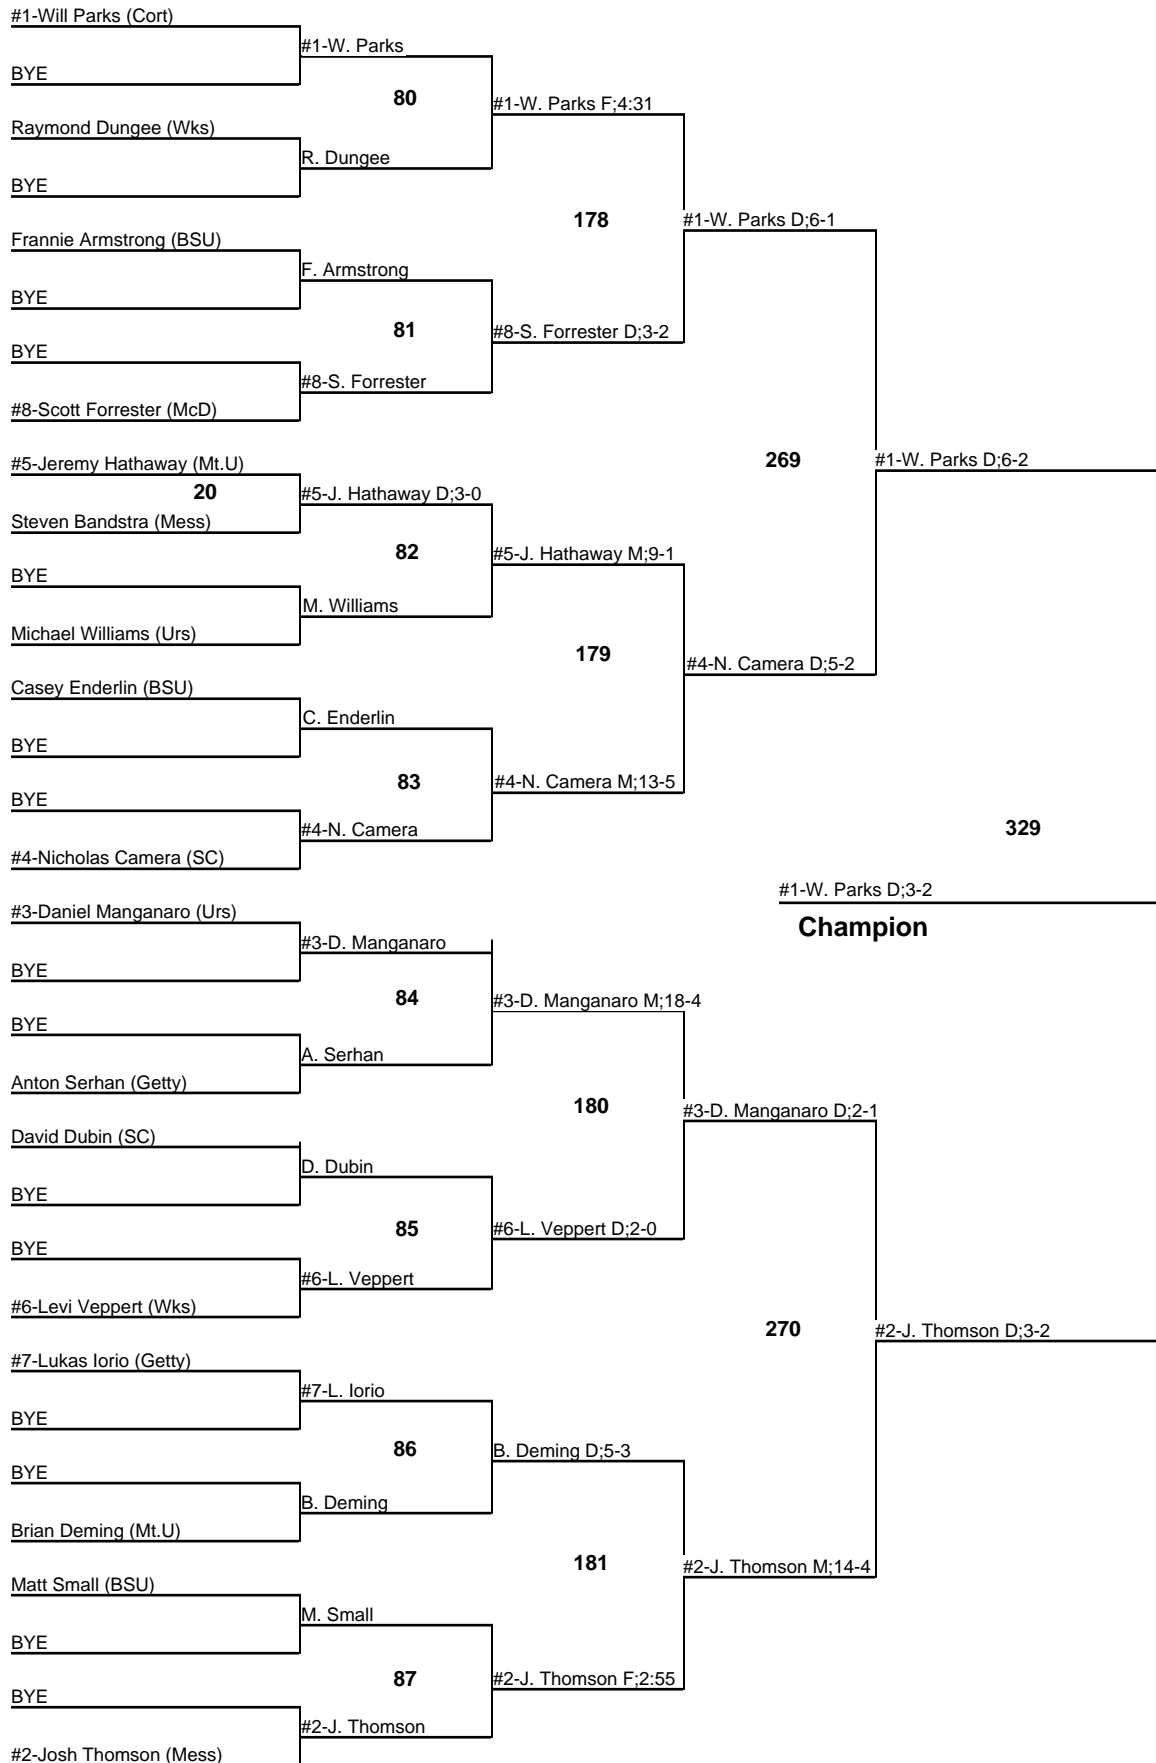 #1-Will Parks (Cort)
#1-W. Parks
BYE
80
#1-W. Parks F;4:31
Raymond Dungee (Wks)
R. Dungee
BYE
178
#1-W. Parks D;6-1
Frannie Armstrong (BSU)
F. Armstrong
BYE
81
#8-S. Forrester D;3-2
BYE
#8-S. Forrester
#8-Scott Forrester (McD)
269
#1-W. Parks D;6-2
#5-Jeremy Hathaway (Mt.U)
20
#5-J. Hathaway D;3-0
Steven Bandstra (Mess)
82
#5-J. Hathaway M;9-1
BYE
M. Williams
Michael Williams (Urs)
179
#4-N. Camera D;5-2
Casey Enderlin (BSU)
C. Enderlin
BYE
83
#4-N. Camera M;13-5
BYE
#4-N. Camera
#4-Nicholas Camera (SC)
329
#1-W. Parks D;3-2
Champion
#3-Daniel Manganaro (Urs)
#3-D. Manganaro
BYE
84
#3-D. Manganaro M;18-4
BYE
A. Serhan
Anton Serhan (Getty)
180
#3-D. Manganaro D;2-1
David Dubin (SC)
D. Dubin
BYE
85
#6-L. Veppert D;2-0
BYE
#6-L. Veppert
#6-Levi Veppert (Wks)
270
#2-J. Thomson D;3-2
#7-Lukas Iorio (Getty)
#7-L. Iorio
BYE
86
B. Deming D;5-3
BYE
B. Deming
Brian Deming (Mt.U)
181
#2-J. Thomson M;14-4
Matt Small (BSU)
M. Small
BYE
87
#2-J. Thomson F;2:55
BYE
#2-J. Thomson
#2-Josh Thomson (Mess)